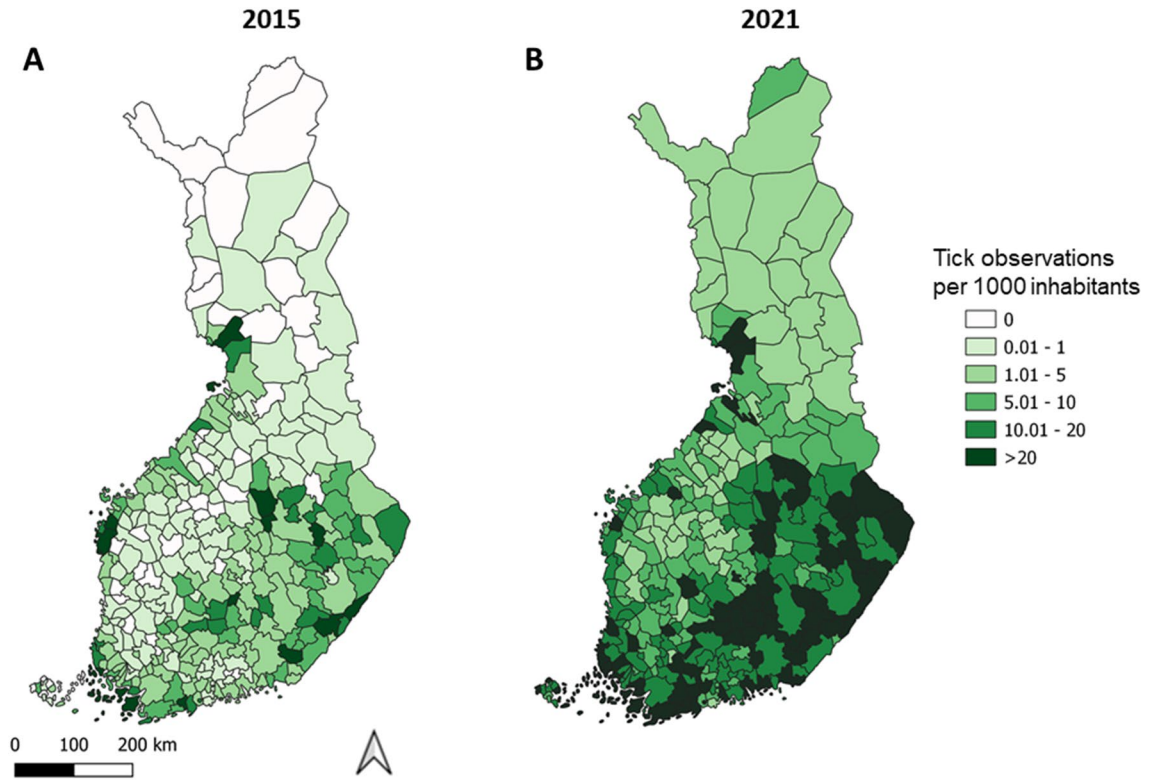 2015
2021
A
B
Tick observations
per 1000 inhabitants
0
0.01 - 1
1.01 - 5
5.01 - 10
10.01 - 20
>20
0 100 200 km